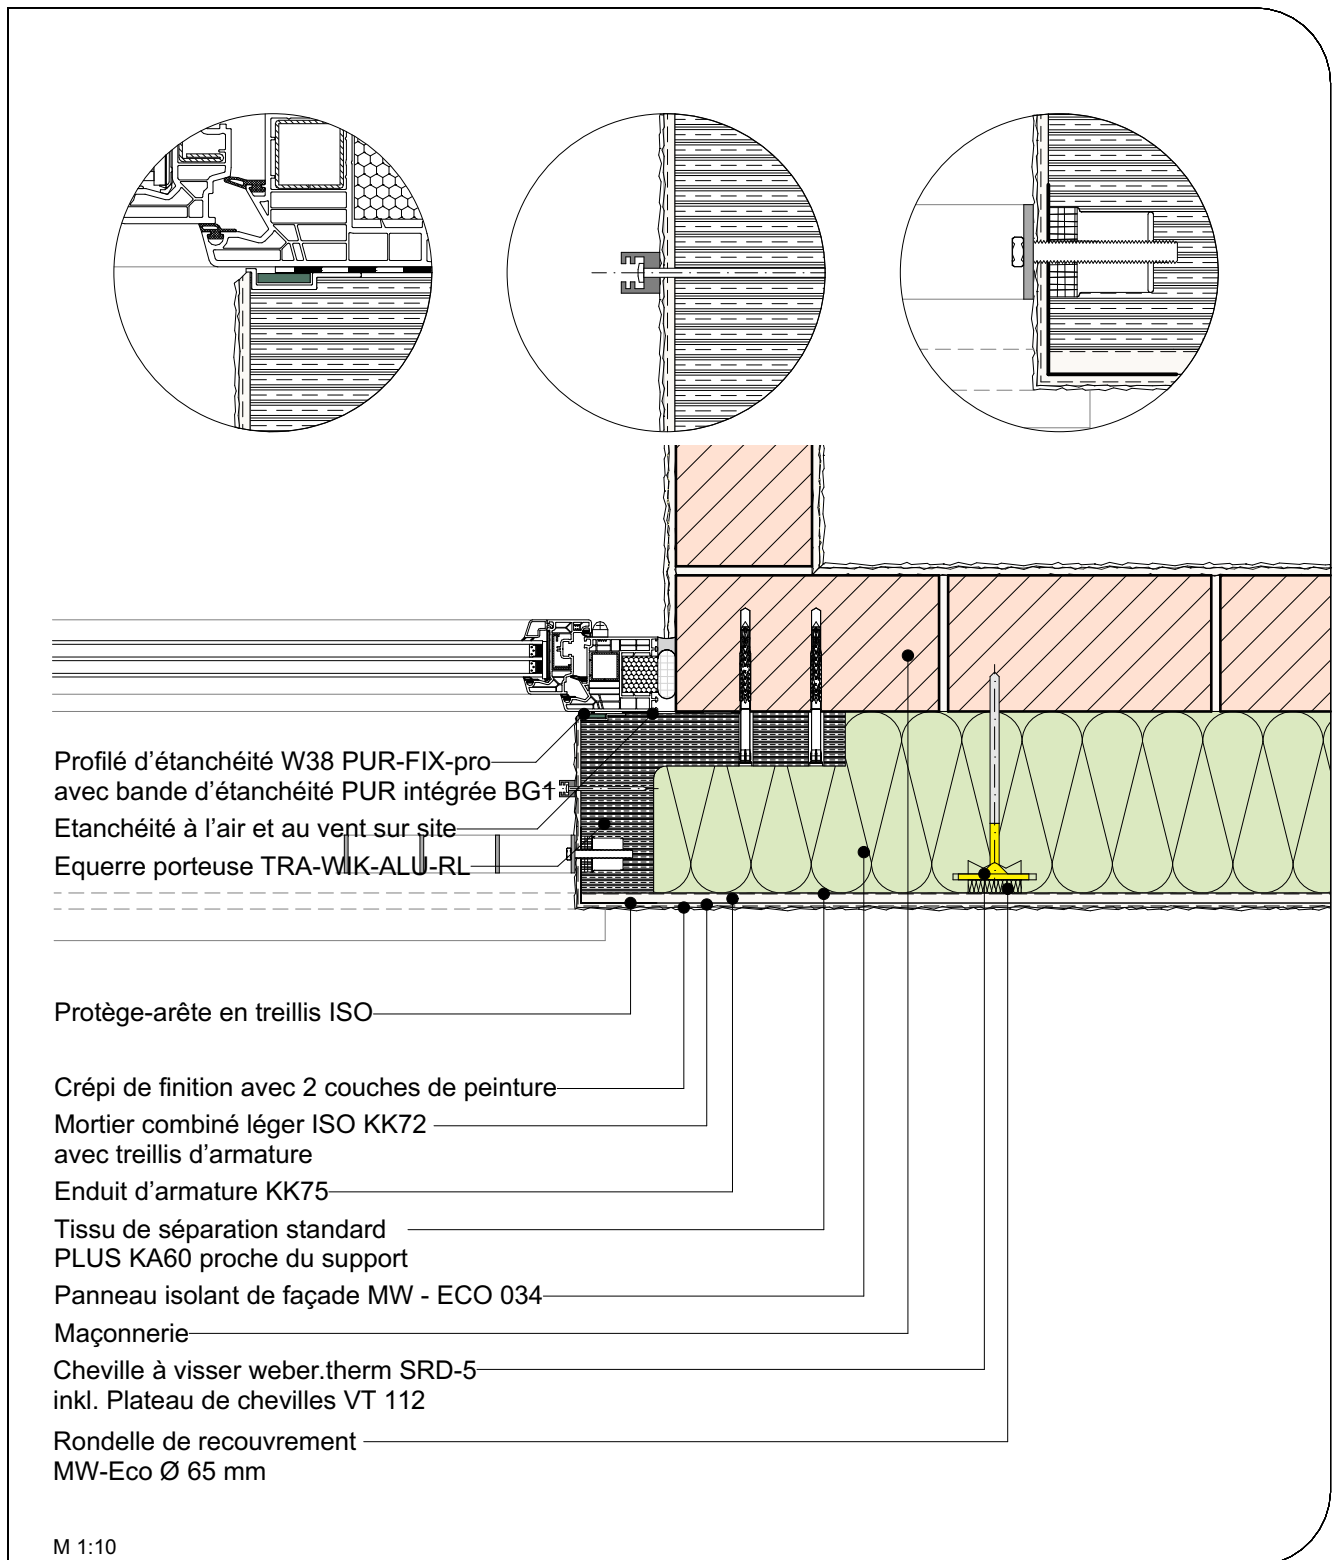 Profilé d’étanchéité W38 PUR-FIX-pro
avec bande d’étanchéité PUR intégrée BG1
Etanchéité à l’air et au vent sur site
Equerre porteuse TRA-WIK-ALU-RL
Protège-arête en treillis ISO
Crépi de finition avec 2 couches de peinture
Mortier combiné léger ISO KK72
avec treillis d’armature
Enduit d’armature KK75
Tissu de séparation standard
PLUS KA60 proche du support
Panneau isolant de façade MW - ECO 034
Maçonnerie
Cheville à visser weber.therm SRD-5
inkl. Plateau de chevilles VT 112
Rondelle de recouvrement
MW-Eco Ø 65 mm
M 1:10